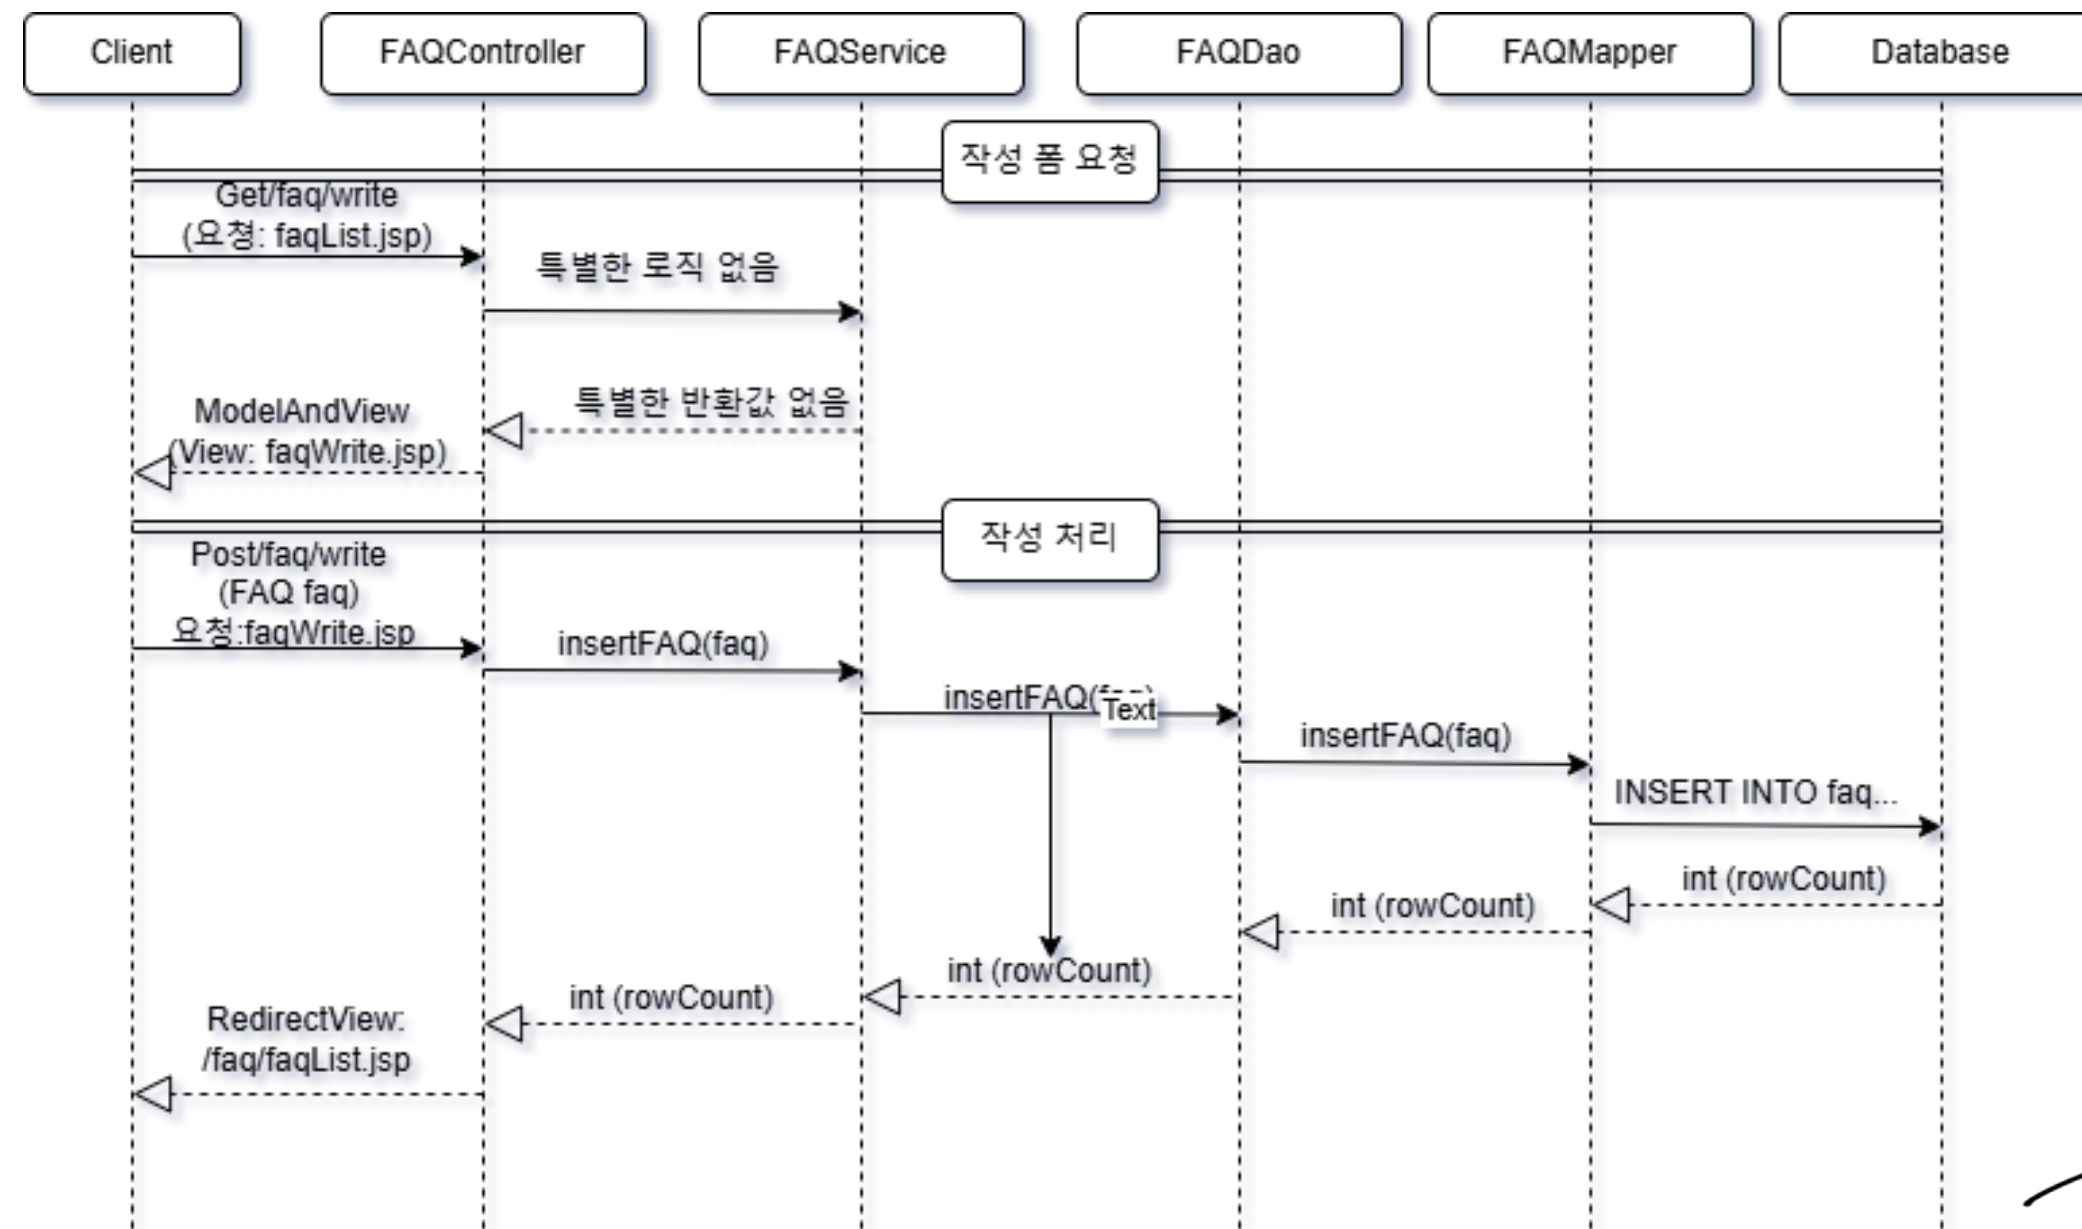 Client
FAQController
FAQService
FAQDao
FAQMapper
Database
작성 폼 요청
Get/faq/write
(요청: faqList.jsp)
특별한 로직 없음
특별한 반환값 없음
ModelAndView
(View: faqWrite.jsp)
작성 처리
Post/faq/write
(FAQ faq)
요청:faqWrite.jsp
insertFAQ(faq)
insertFAQ(
Text
insertFAQ(faq)
INSERT INTO faq...
int (rowCount)
int (rowCount)
int (rowCount)
int (rowCount)
RedirectView:
/faq/faqList.jsp